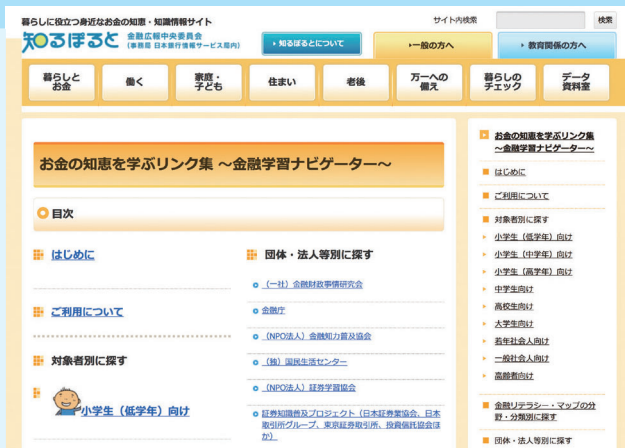 暮らしに役立つ身近なお金の知恵・知識情報サイト
知るぽると
金融広報中央委員会
（事務局 日本銀行情報サービス局内）
知るぽるとについて
サイト内検索
検索
一般の方へ
教育関係の方へ
暮らしと
お金
働く
家庭・
子ども
住まい
老後
万一への
備え
暮らしの
チェック
データ
資料室
お金の知恵を学ぶリンク集 ～金融学習ナビゲーター～
目次
はじめに
ご利用について
対象者別に探す
小学生（低学年）向け
団体・法人等別に探す
（一社）金融財政事情研究会
金融庁
（NPO法人）金融知力普及協会
（独）国民生活センター
（NPO法人）証券学習協会
証券知識普及プロジェクト（日本証券業協会、日本
取引所グループ、東京証券取引所、投資信託協会ほ
か）
お金の知恵を学ぶリンク集
～金融学習ナビゲーター～
はじめに
ご利用について
対象者別に探す
小学生（低学年）向け
小学生（中学年）向け
小学生（高学年）向け
中学生向け
高校生向け
大学生向け
若年社会人向け
一般社会人向け
高齢者向け
金融リテラシー・マップの分
野・分類別に探す
団体・法人等別に探す